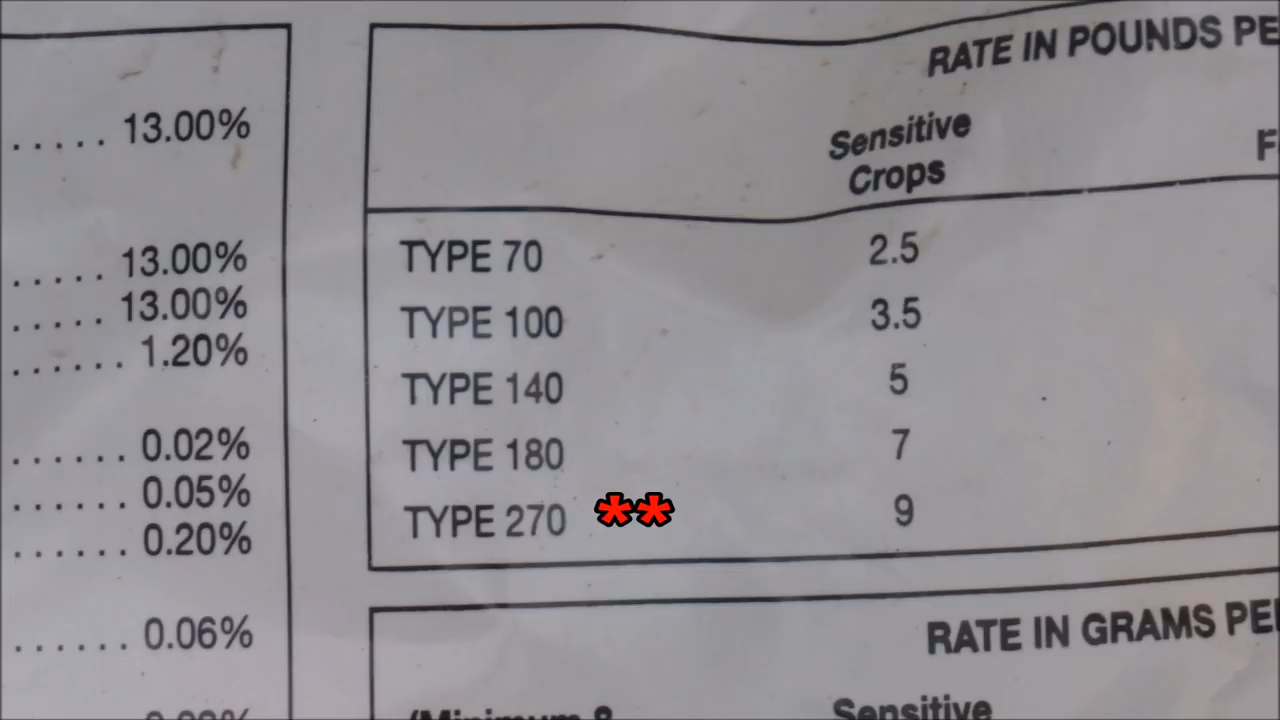 ..... 13.00%
..... 13.00%
..... 13.00%
...... 1.20%
...... 0.02%
...... 0.05%
...... 0.20%
...... 0.06%
RATE IN POUNDS
Sensitive
Crops
TYPE 70 2.5
TYPE 100 3.5
TYPE 140 5
TYPE 180 7
TYPE 270 ** 9
RATE IN GRAMS
(Minimum 8
Sensitive